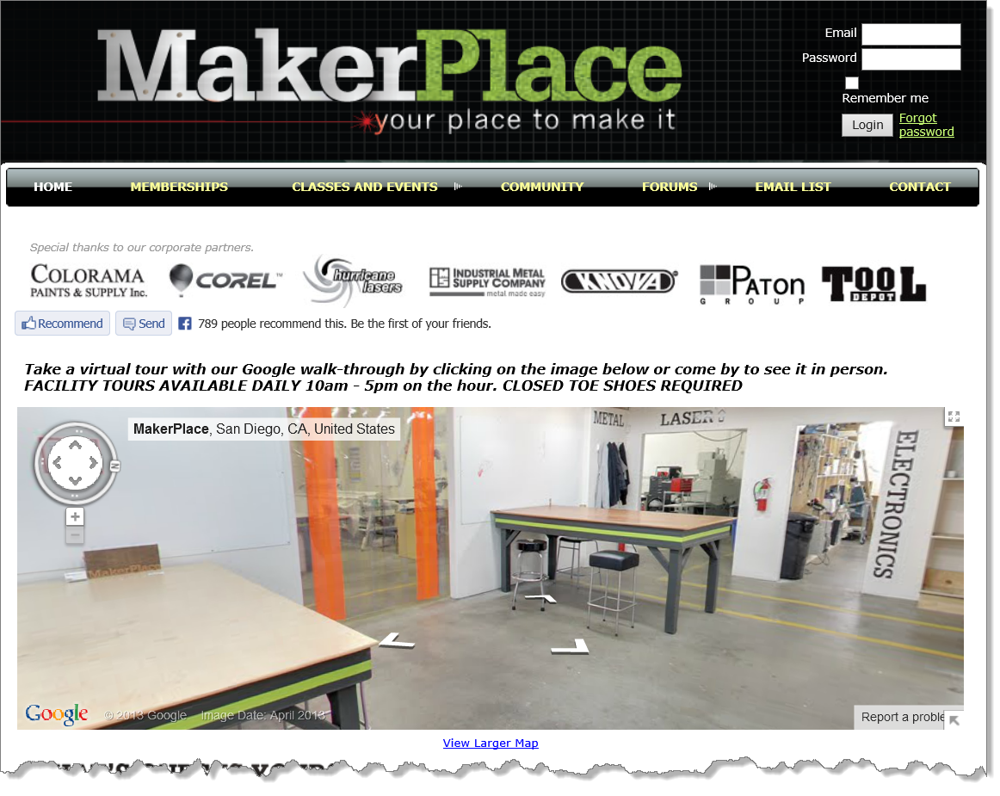 MakerPlace
your place to make it
Email
Password
Remember me
Login
Forgot
password
HOME
MEMBERSHIPS
CLASSES AND EVENTS
COMMUNITY
FORUMS
EMAIL LIST
CONTACT
Special thanks to our corporate partners.
COLORAMA
PAINTS & SUPPLY Inc.
COREL™
hurricane
lasers
INDUSTRIAL METAL
SUPPLY COMPANY
metal made easy
KNOVA®
PATON
GROUP
TOOL
DEPOT
Recommend
Send
789 people recommend this. Be the first of your friends.
Take a virtual tour with our Google walk-through by clicking on the image below or come by to see it in person.
FACILITY TOURS AVAILABLE DAILY 10am - 5pm on the hour. CLOSED TOE SHOES REQUIRED
MakerPlace, San Diego, CA, United States
METAL
LASER
ELECTRONICS
N
MakerPlace
Google
© 2013 Google
Image Date: April 2013
Report a proble
View Larger Map